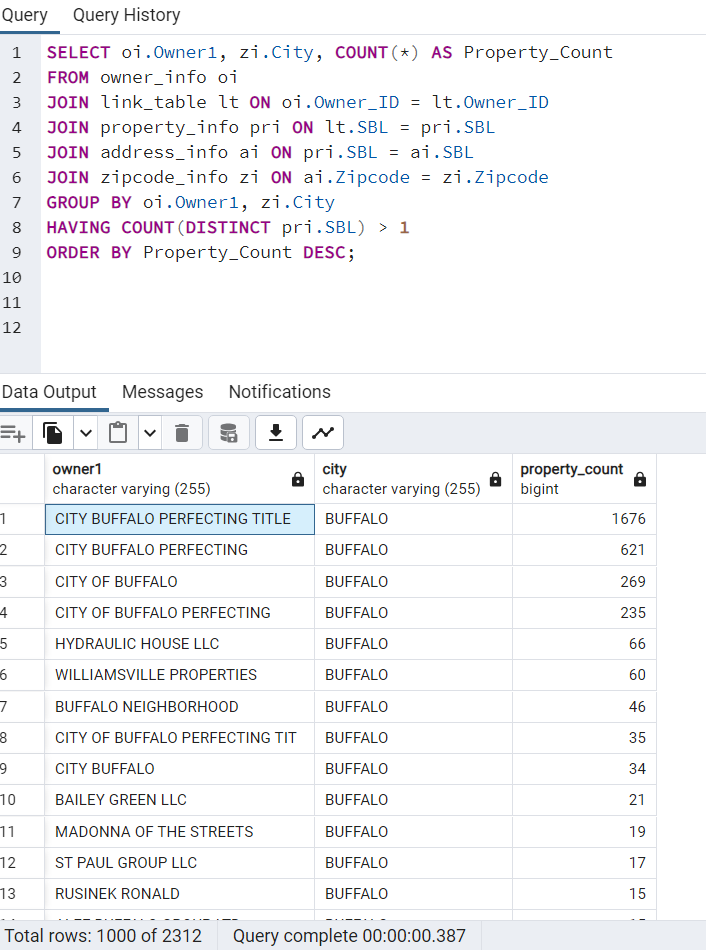 Query Query History
1 SELECT oi.Owner1, zi.City, COUNT(*) AS Property_Count
2 FROM owner_info oi
3 JOIN link_table lt ON oi.Owner_ID = lt.Owner_ID
4 JOIN property_info pri ON lt.SBL = pri.SBL
5 JOIN address_info ai ON pri.SBL = ai.SBL
6 JOIN zipcode_info zi ON ai.Zipcode = zi.Zipcode
7 GROUP BY oi.Owner1, zi.City
8 HAVING COUNT(DISTINCT pri.SBL) > 1
9 ORDER BY Property_Count DESC;
10
11
12
Data Output Messages Notifications
owner1 city property_count
character varying (255) character varying (255) bigint
1 CITY BUFFALO PERFECTING TITLE BUFFALO 1676
2 CITY BUFFALO PERFECTING BUFFALO 621
3 CITY OF BUFFALO BUFFALO 269
4 CITY OF BUFFALO PERFECTING BUFFALO 235
5 HYDRAULIC HOUSE LLC BUFFALO 66
6 WILLIAMSVILLE PROPERTIES BUFFALO 60
7 BUFFALO NEIGHBORHOOD BUFFALO 46
8 CITY OF BUFFALO PERFECTING TIT BUFFALO 35
9 CITY BUFFALO BUFFALO 34
10 BAILEY GREEN LLC BUFFALO 21
11 MADONNA OF THE STREETS BUFFALO 19
12 ST PAUL GROUP LLC BUFFALO 17
13 RUSINEK RONALD BUFFALO 15
Total rows: 1000 of 2312 Query complete 00:00:00.387